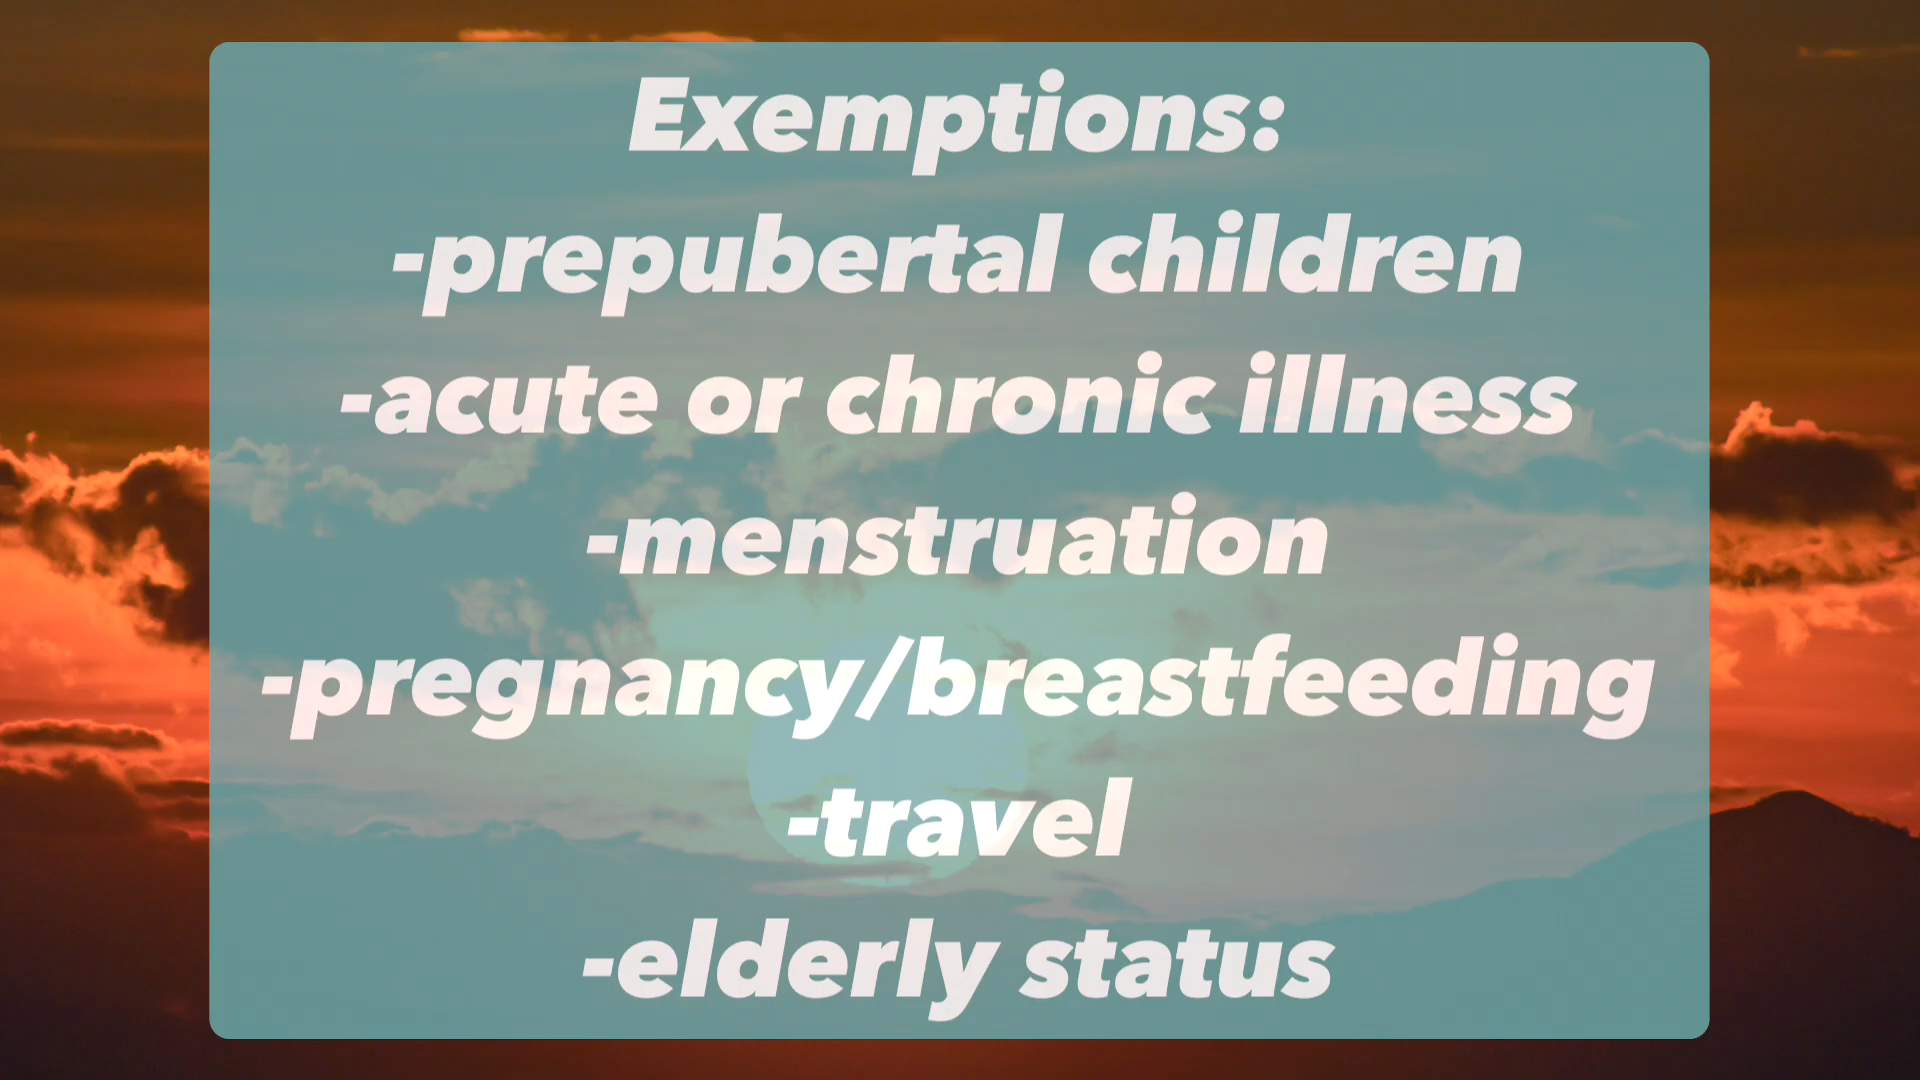 Exemptions:
-prepubertal children
-acute or chronic illness
-menstruation
-pregnancy/breastfeeding
-travel
-elderly status